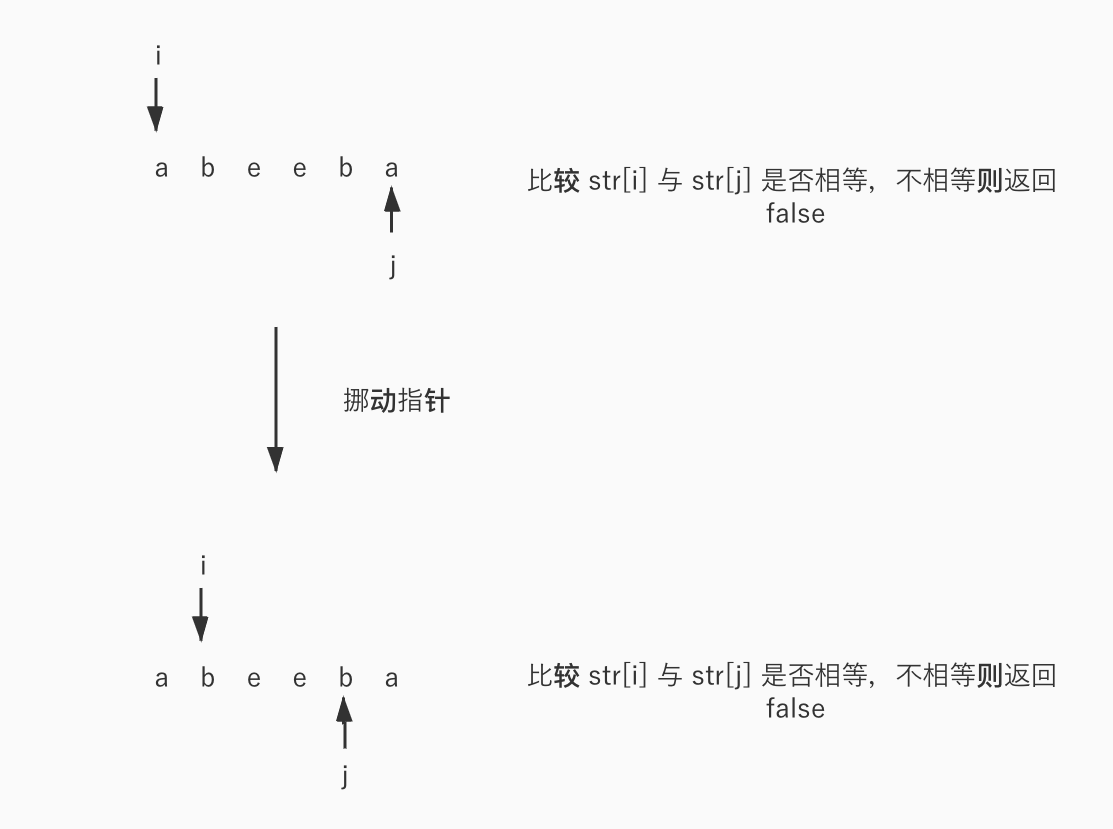 i
a b e e b a
比较 str[i] 与 str[j] 是否相等，不相等则返回
false
j
挪动指针
i
a b e e b a
比较 str[i] 与 str[j] 是否相等，不相等则返回
false
j